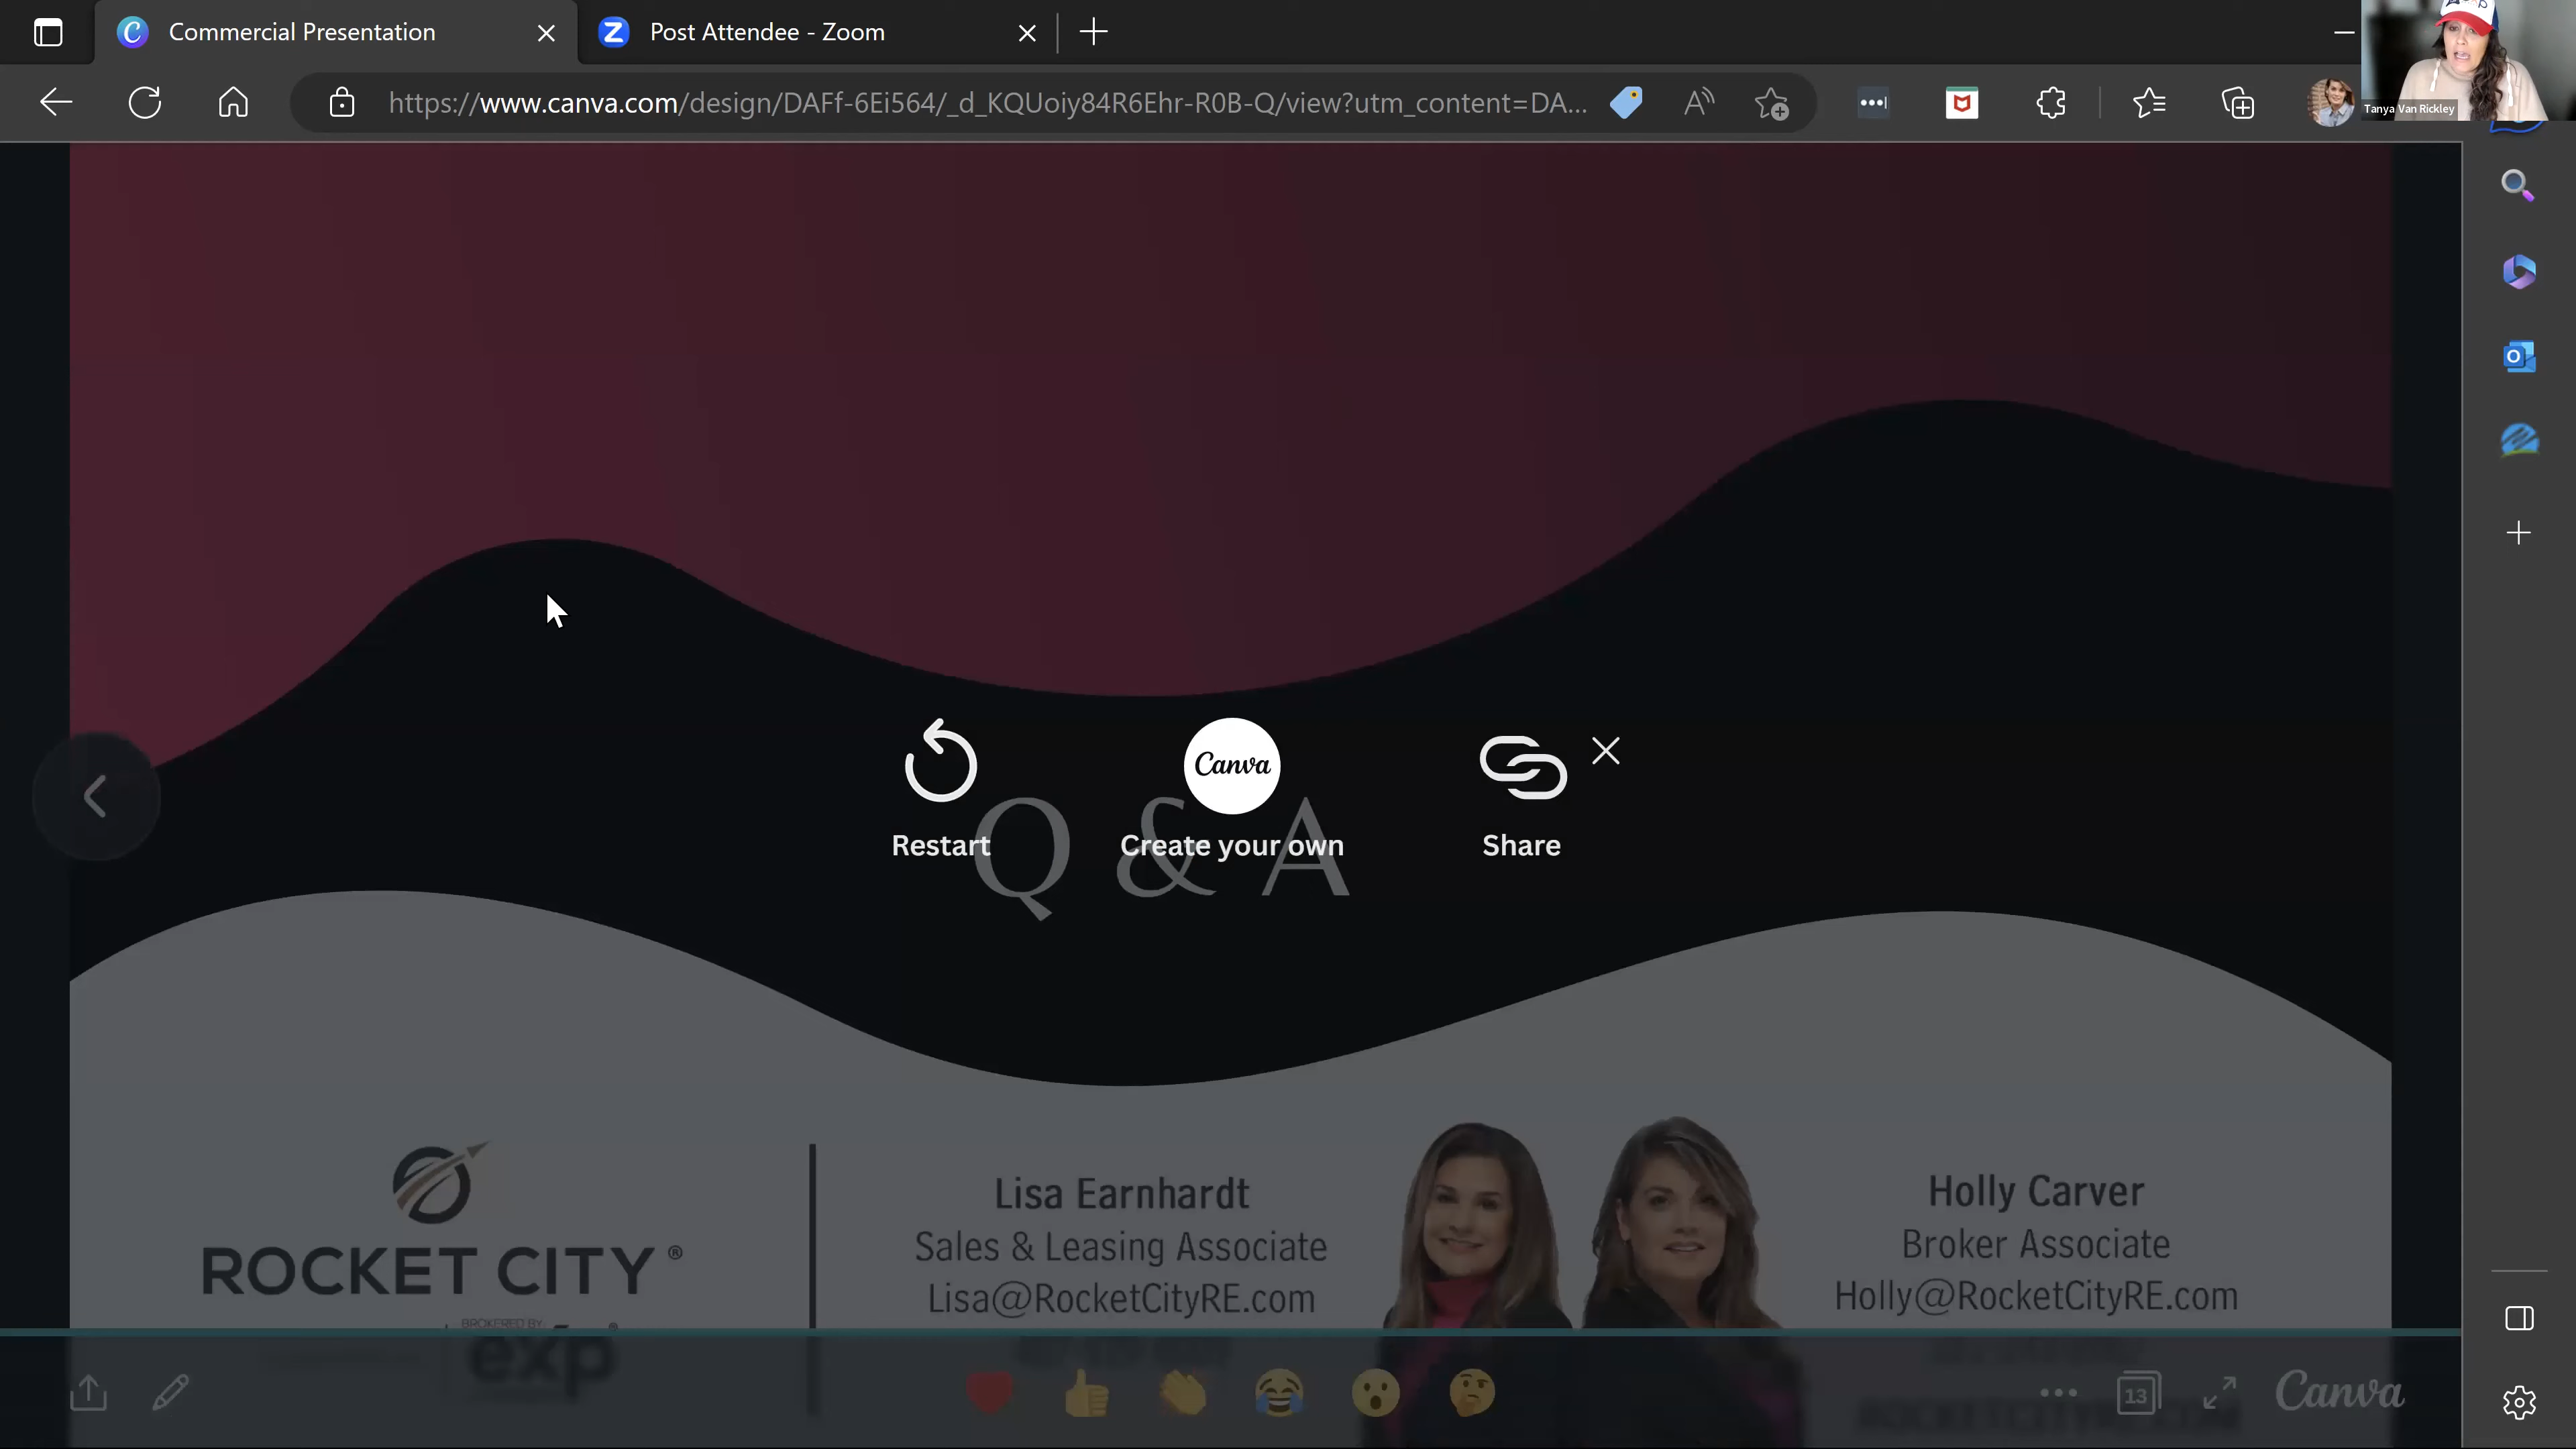 Commercial Presentation
Post Attendee - Zoom
https://www.canva.com/design/DAFf-6Ei564/_d_KQUoiy84R6Ehr-R0B-Q/view?utm_content=DA...
Tanya Van Rickley
Canva
Restart
Create your own
Share
Q & A
ROCKET CITY ®
BROKERED BY
exp
Lisa Earnhardt
Sales & Leasing Associate
Lisa@RocketCityRE.com
Holly Carver
Broker Associate
Holly@RocketCityRE.com
13
Canva